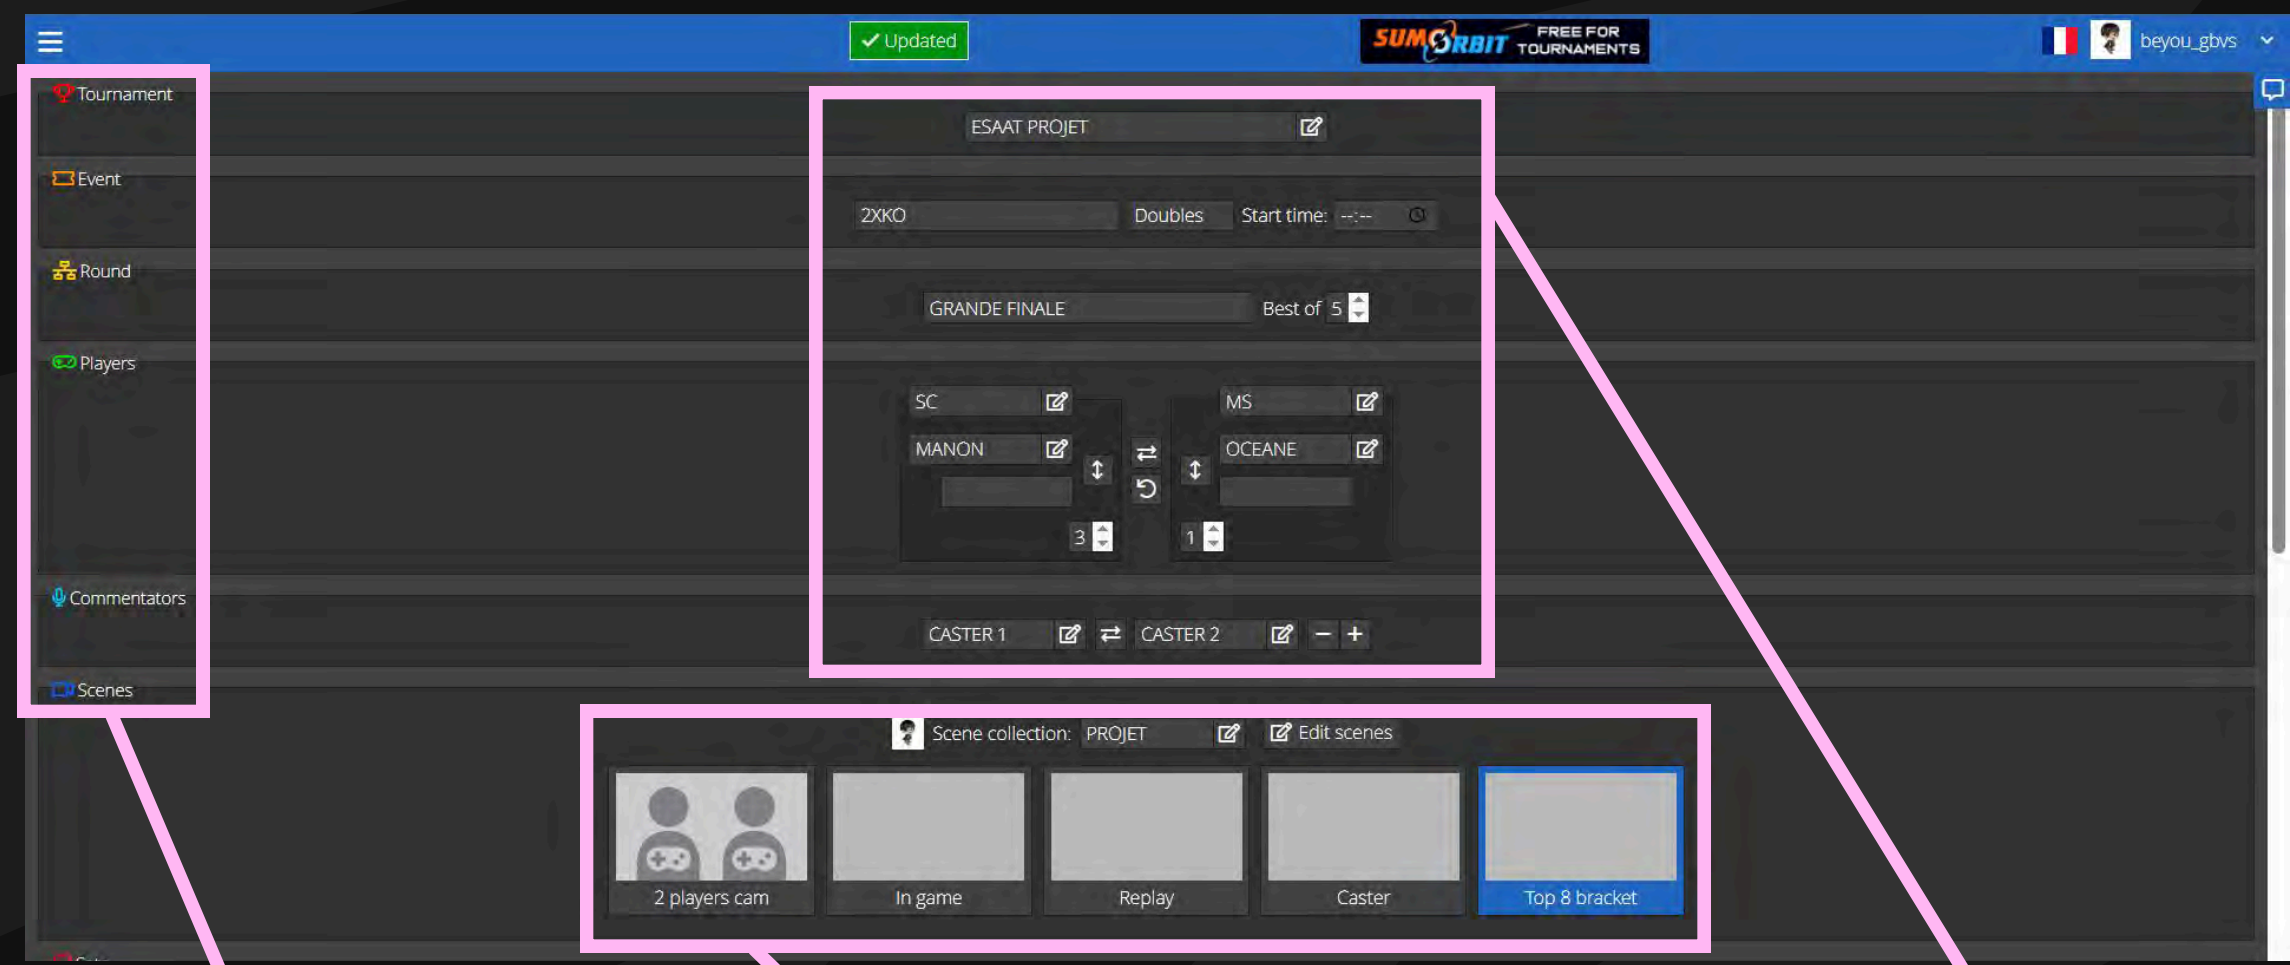 Updated
SUMORBIT FREE FOR TOURNAMENTS
beyou_gbvs
Tournament
ESAAT PROJET
Event
2XKO Doubles Start time: --:--
Round
GRANDE FINALE Best of 5
Players
SC MS
MANON OCEANE
3 1
Commentators
CASTER 1 CASTER 2
Scenes
Scene collection: PROJET Edit scenes
2 players cam In game Replay Caster Top 8 bracket